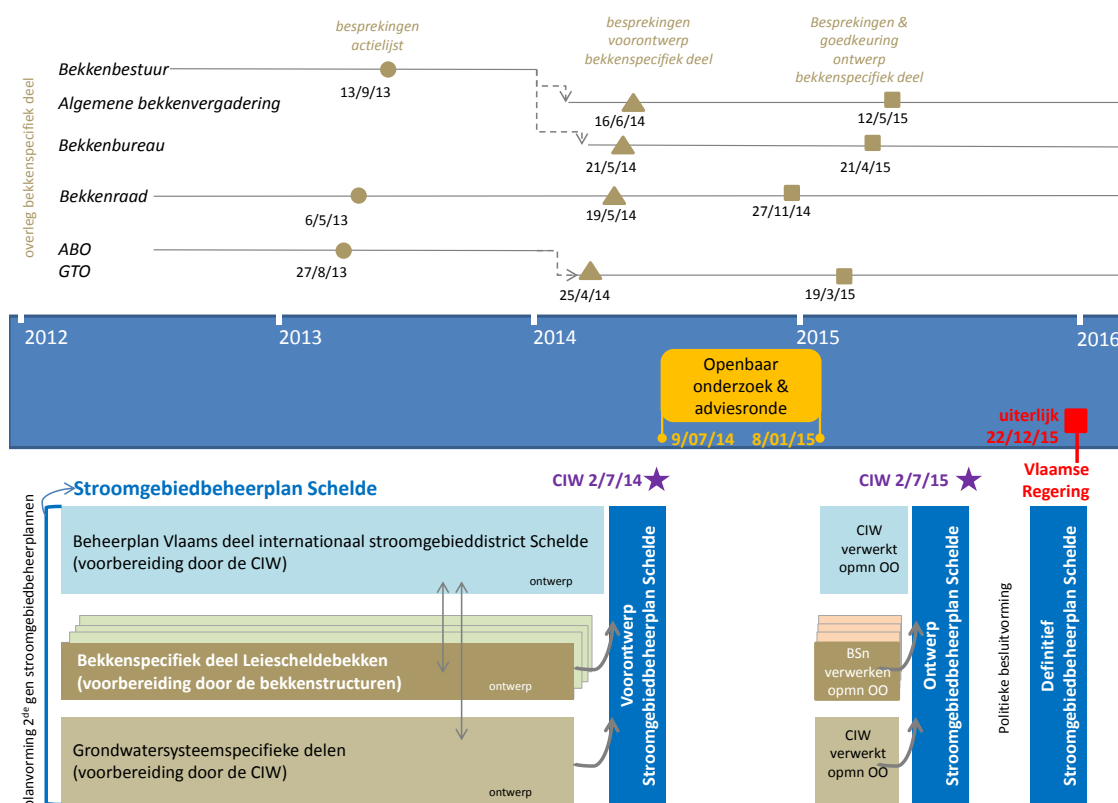 besprekingen
actielijst
besprekingen
voorontwerp
bekkenspecifiek deel
Besprekingen &
goedkeuring
ontwerp
bekkenspecifiek deel
overleg bekkenspecifiek deel
Bekkenbestuur
13/9/13
Algemene bekkenvergadering
16/6/14
12/5/15
Bekkenbureau
21/5/14
21/4/15
Bekkenraad
6/5/13
19/5/14
27/11/14
ABO
GTO
27/8/13
25/4/14
19/3/15
2012
2013
2014
2015
2016
Openbaar
onderzoek &
adviesronde
9/07/14
8/01/15
uiterlijk
22/12/15
Vlaamse
Regering
CIW 2/7/14
CIW 2/7/15
planvorming 2de gen stroomgebiedbeheerplannen
Stroomgebiedbeheerplan Schelde
Beheerplan Vlaams deel internationaal stroomgebieddistrict Schelde
(voorbereiding door de CIW)
ontwerp
Bekkenspecifiek deel Leiescheldebekken
(voorbereiding door de bekkenstructuren)
ontwerp
Grondwatersysteemspecifieke delen
(voorbereiding door de CIW)
ontwerp
Voorontwerp
Stroomgebiedbeheerplan Schelde
CIW
verwerkt
opmn OO
BSn
verwerken
opmn OO
CIW
verwerkt
opmn OO
Ontwerp
Stroomgebiedbeheerplan Schelde
Politieke besluitvorming
Definitief
Stroomgebiedbeheerplan Schelde